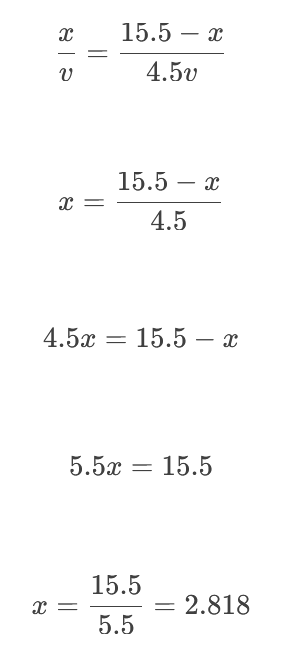 x/v = (15.5 − x)/(4.5v)
x = (15.5 − x)/4.5
4.5x = 15.5 − x
5.5x = 15.5
x = 15.5/5.5 = 2.818